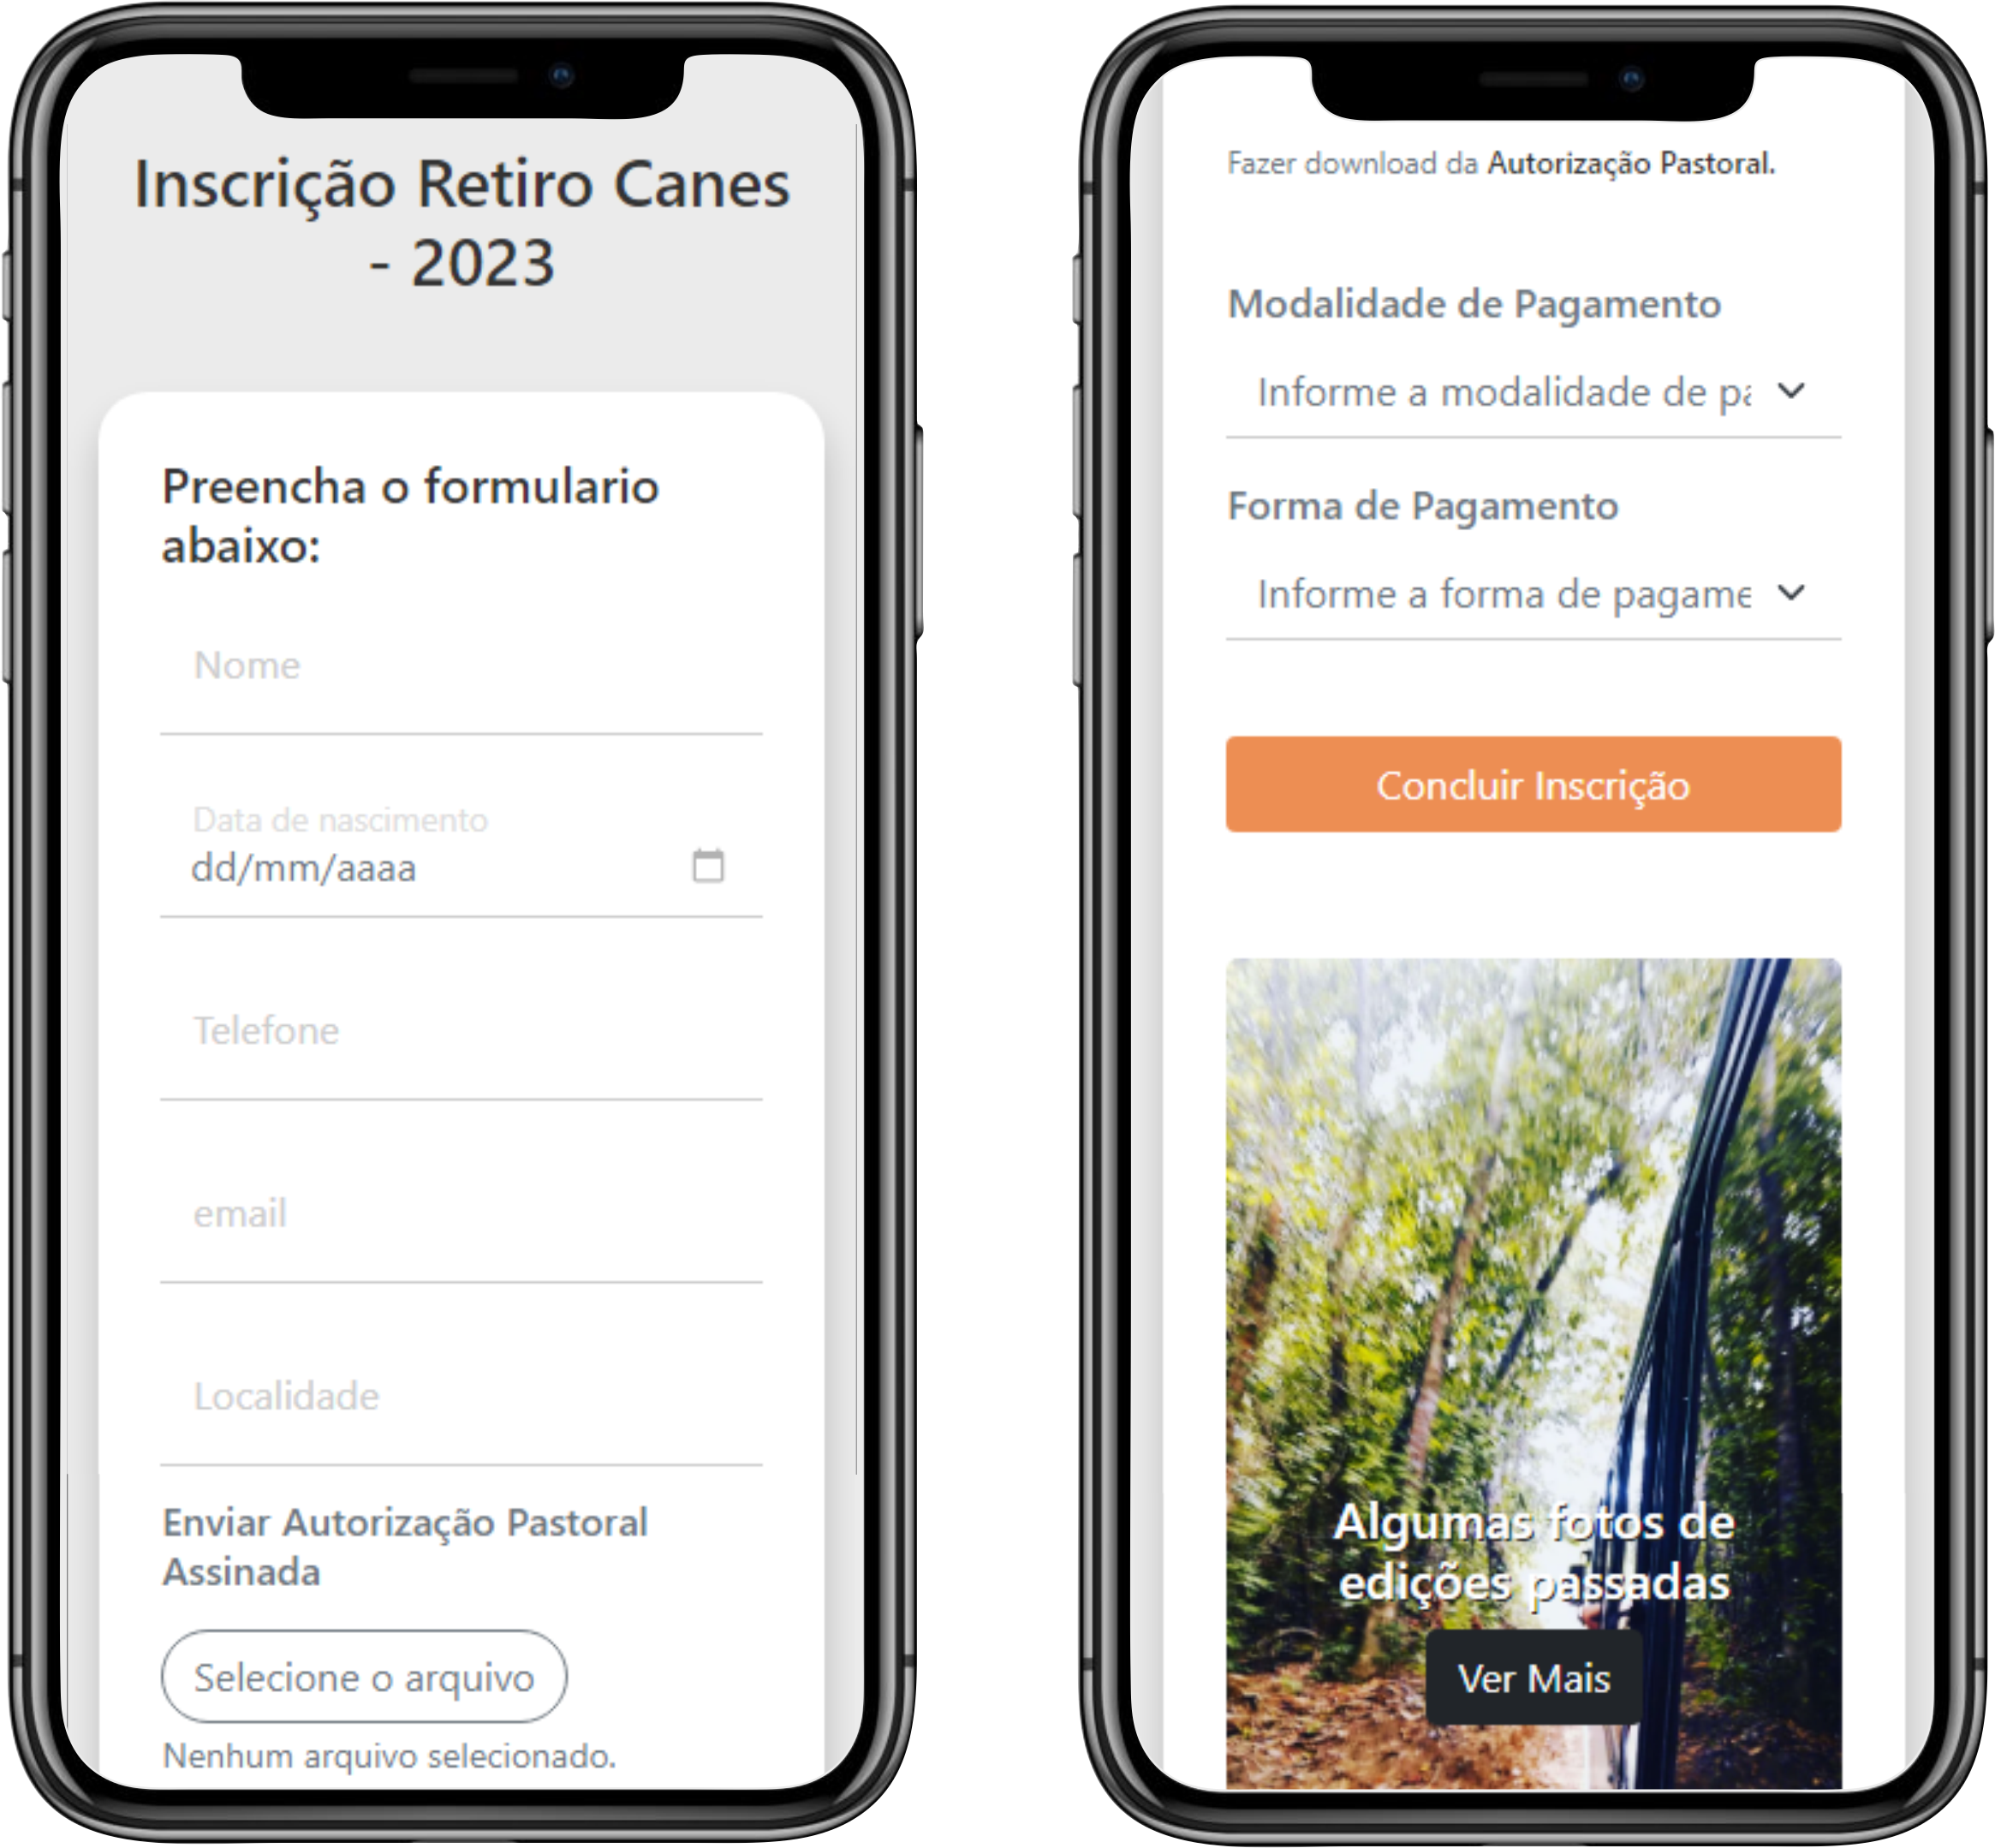 Inscrição Retiro Canes
- 2023
Preencha o formulario
abaixo:
Nome
Data de nascimento
dd/mm/aaaa
Telefone
email
Localidade
Enviar Autorização Pastoral
Assinada
Selecione o arquivo
Nenhum arquivo selecionado.
Fazer download da Autorização Pastoral.
Modalidade de Pagamento
Informe a modalidade de pa
Forma de Pagamento
Informe a forma de pagame
Concluir Inscrição
Algumas fotos de
edições passadas
Ver Mais